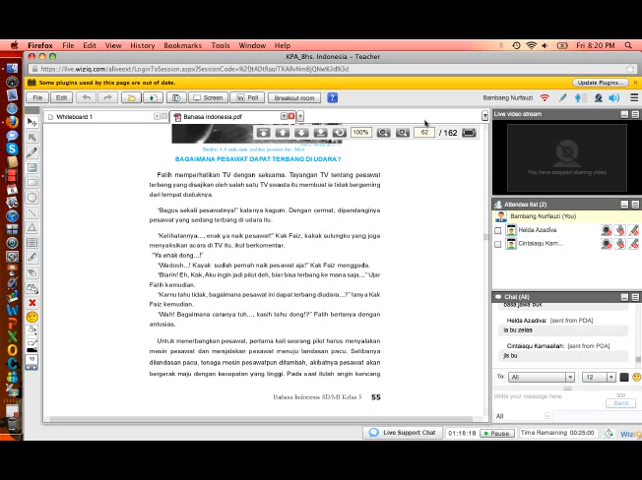 Firefox File Edit View History Bookmarks Tools Window Help Fri 8:20 PM
KPA_Bhs. Indonesia - Teacher
Some plugins used by this page are out of date. Update Plugins...
File Edit Screen Poll Breakout room ? Bambang Nurfauzi
Whiteboard 1 Bahasa Indonesia.pdf
100% 62 / 162
BAGAIMANA PESAWAT DAPAT TERBANG DI UDARA?
Fatih memperhatikan TV dengan seksama. Tayangan TV tentang pesawat
terbang yang disajikan oleh salah satu TV swasta itu membuat ia tidak bergeming
dari tempat duduknya.
"Bagus sekali pesawatnya!" katanya kagum. Dengan cermat, dipandanginya
pesawat yang sedang terbang di udara itu.
"Kelihatannya..., enak ya naik pesawat!" Kak Faiz, kakak sulungku yang juga
menyaksikan acara di TV itu, ikut berkomentar.
"Ya enak dong...!"
"Waduuh...! Kayak sudah pernah naik pesawat aja!" Kak Faiz menggoda.
"Biarin! Eh, Kak, Aku ingin jadi pilot deh, biar bisa terbang ke mana saja..." Ujar
Fatih kemudian.
"Kamu tahu tidak, bagaimana pesawat ini dapat terbang diudara...?" tanya Kak
Faiz kemudian.
"Wah! Bagaimana caranya tuh..., kasih tahu dong!?" Fatih bertanya dengan
antusias.
Untuk menerbangkan pesawat, pertama kali seorang pilot harus menyalakan
mesin pesawat dan menjalankan pesawat menuju landasan pacu. Setibanya
dilandasan pacu, tenaga mesin pesawatpun ditambah, akibatnya pesawat akan
bergerak maju dengan kecepatan yang tinggi. Pada saat itulah angin kencang
Bahasa Indonesia SD/MI Kelas 5 55
Live video stream
You have stopped sharing video
Attendee list (2)
Bambang Nurfauzi (You)
Helda Azadiva
Cintaiaqu Karn...
Chat (All)
basa jawa buk
Helda Azadiva: [sent from PDA]
ia bu zelas
Cintaiaqu Karnasiilah: [sent from PDA]
jls bu
To: All 12
Write your message here.
300
Send
All
Live Support Chat 01:18:18 Pause Time Remaining 00:25:00 WizIQ